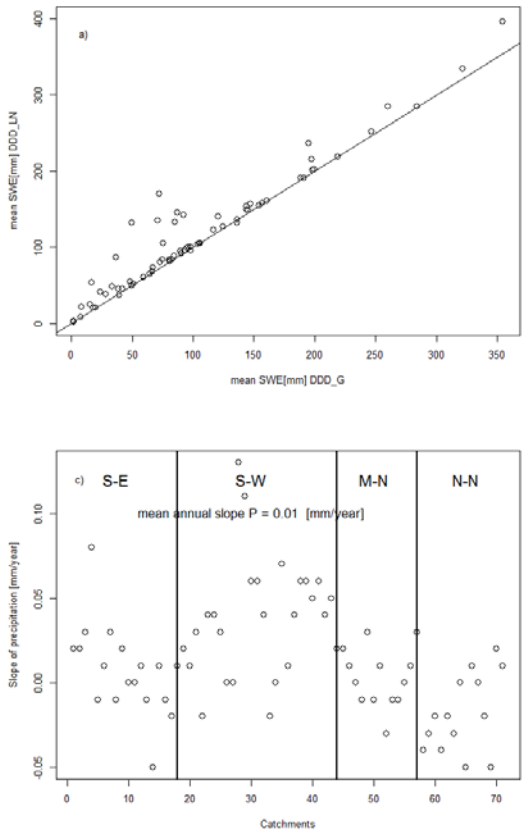 a)
mean SWE[mm] DDD_LN
400
300
200
100
0
0 50 100 150 200 250 300 350
mean SWE[mm] DDD_G
c) S-E S-W M-N N-N
mean annual slope P = 0.01 [mm/year]
Slope of precipitation [mm/year]
0.10
0.05
0.00
-0.05
0 10 20 30 40 50 60 70
Catchments